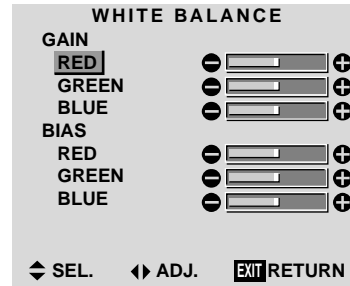 WHITE BALANCE
GAIN
RED
GREEN
BLUE
BIAS
RED
GREEN
BLUE
SEL. ADJ. EXIT RETURN